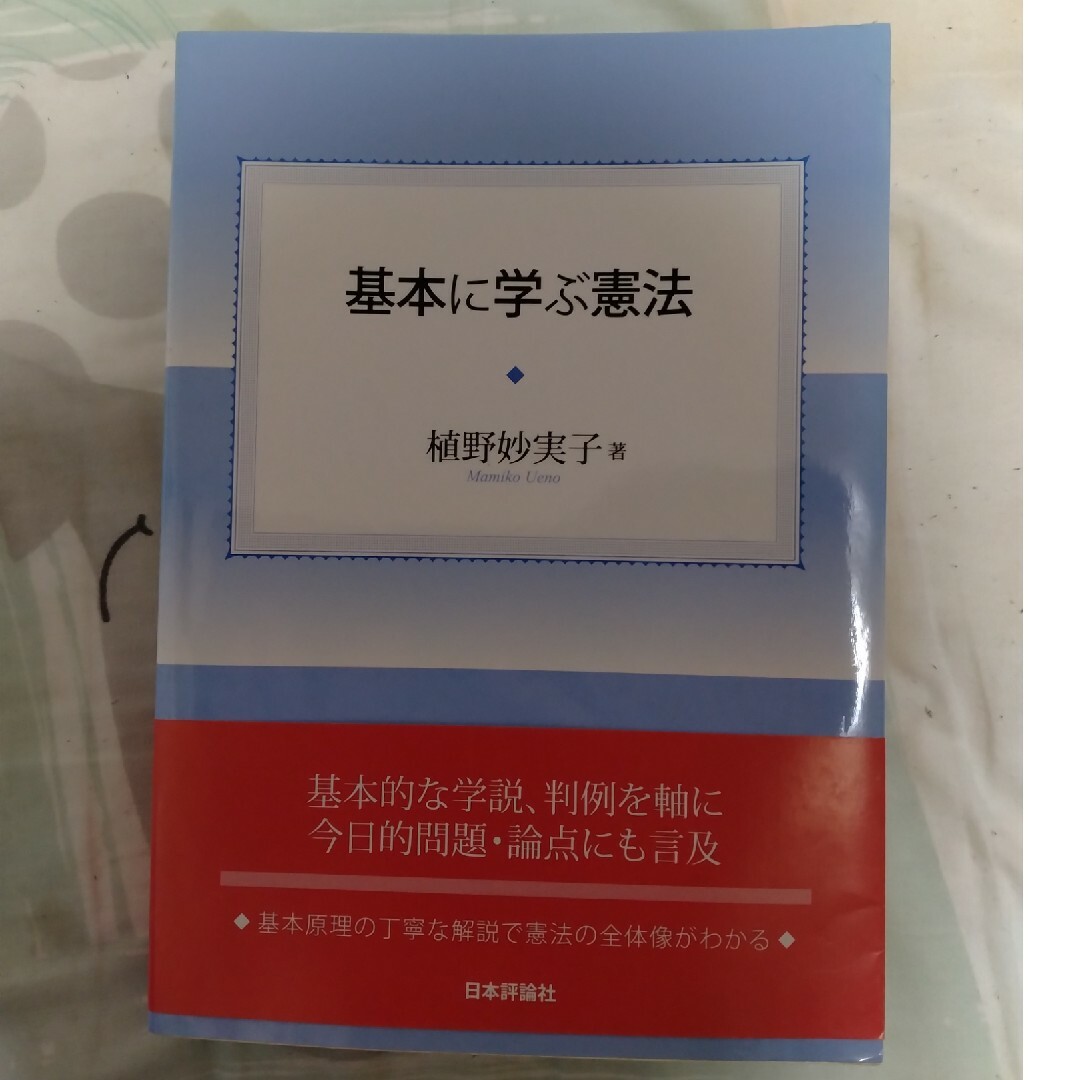 基本に学ぶ憲法
◆
植野妙実子 著
Mamiko Ueno
基本的な学説、判例を軸に
今日的問題・論点にも言及
◆ 基本原理の丁寧な解説で憲法の全体像がわかる ◆
日本評論社